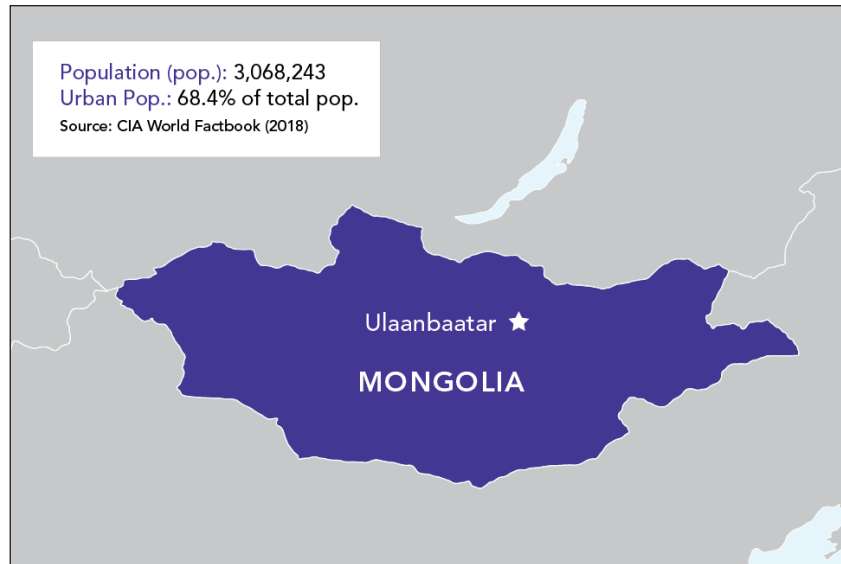 Population (pop.): 3,068,243
Urban Pop.: 68.4% of total pop.
Source: CIA World Factbook (2018)
Ulaanbaatar
MONGOLIA